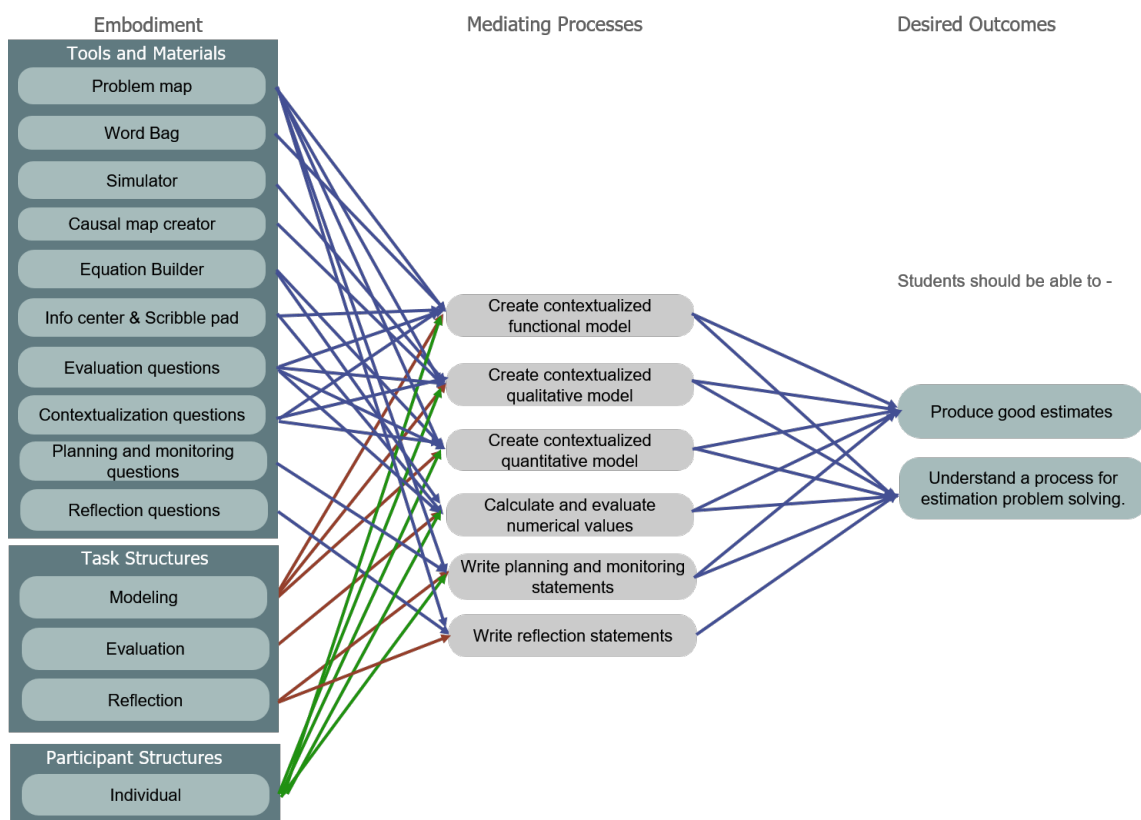 Embodiment
Mediating Processes
Desired Outcomes
Tools and Materials
Problem map
Word Bag
Simulator
Causal map creator
Equation Builder
Info center & Scribble pad
Evaluation questions
Contextualization questions
Planning and monitoring
questions
Reflection questions
Task Structures
Modeling
Evaluation
Reflection
Participant Structures
Individual
Create contextualized
functional model
Create contextualized
qualitative model
Create contextualized
quantitative model
Calculate and evaluate
numerical values
Write planning and monitoring
statements
Write reflection statements
Students should be able to -
Produce good estimates
Understand a process for
estimation problem solving.